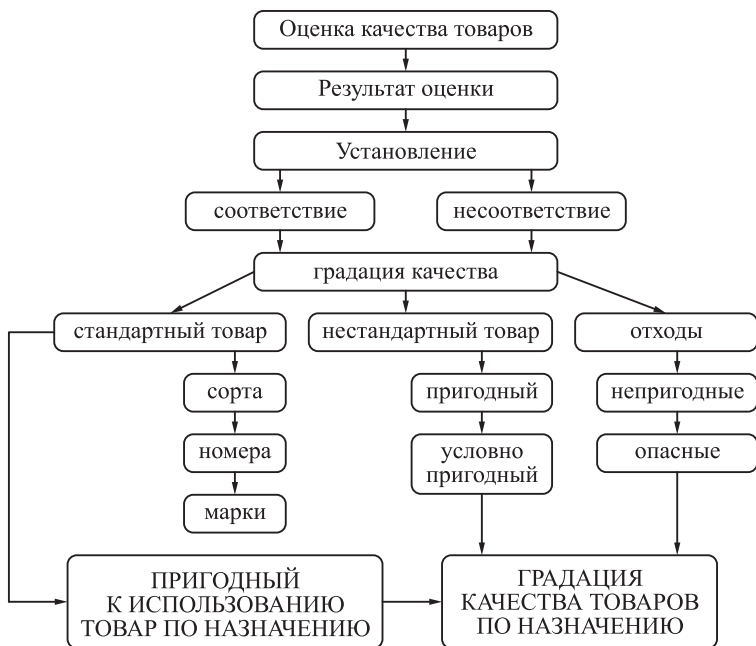 Оценка качества товаров
Результат оценки
Установление
соответствие
несоответствие
градация качества
стандартный товар
нестандартный товар
отходы
сорта
пригодный
непригодные
номера
условно
пригодный
опасные
марки
ПРИГОДНЫЙ
К ИСПОЛЬЗОВАНИЮ
ТОВАР ПО НАЗНАЧЕНИЮ
ГРАДАЦИЯ
КАЧЕСТВА ТОВАРОВ
ПО НАЗНАЧЕНИЮ